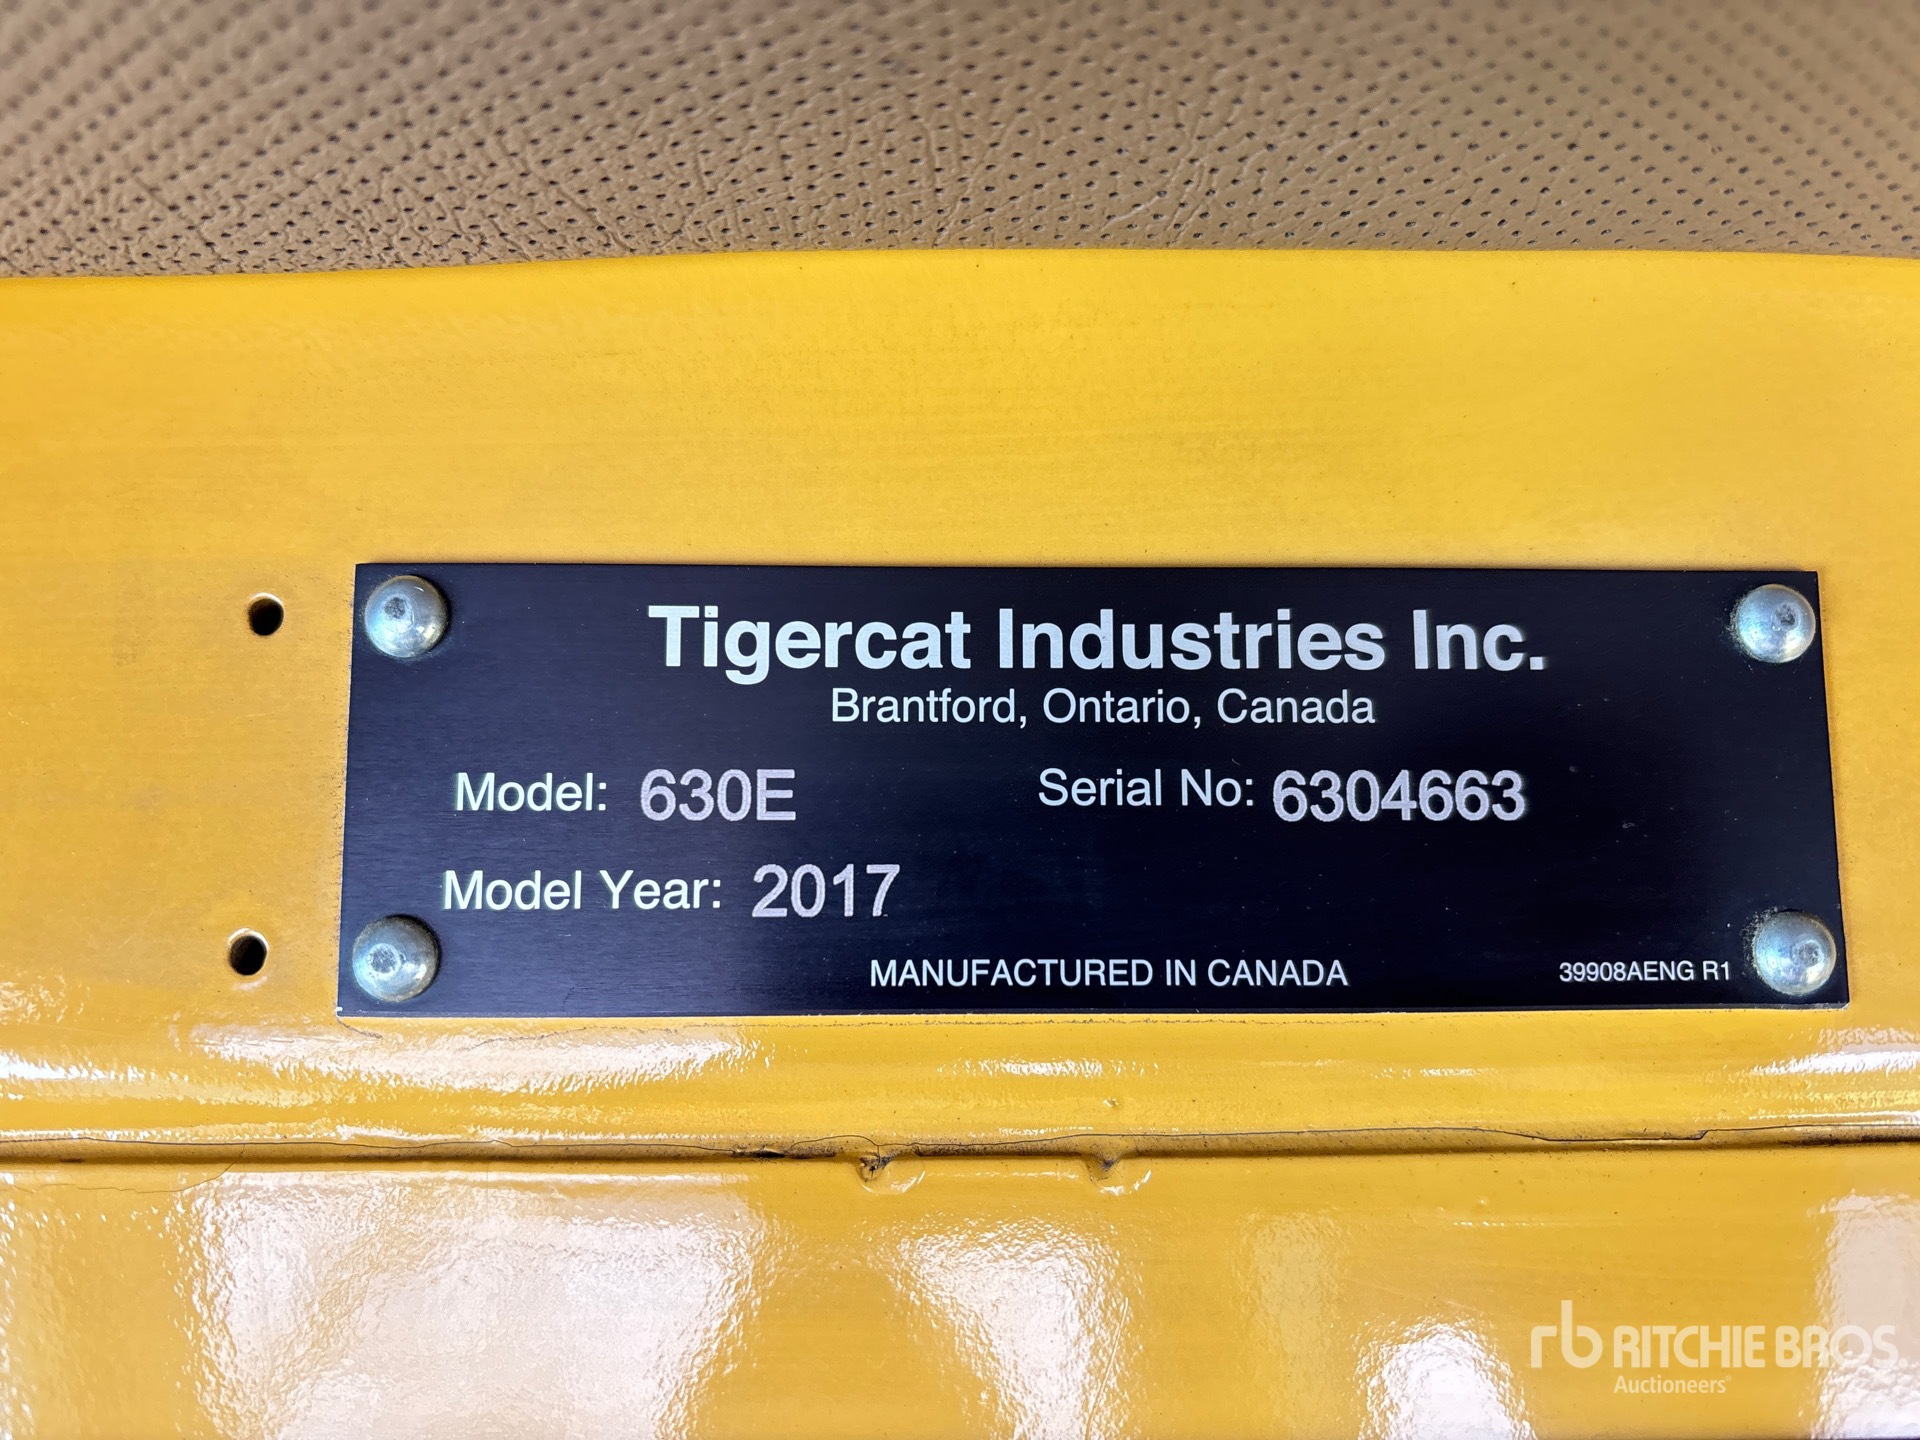 Tigercat Industries Inc.
Brantford, Ontario, Canada
Model: 630E Serial No: 6304663
Model Year: 2017
MANUFACTURED IN CANADA 39908AENG R1
rb RITCHIE BROS.
Auctioneers